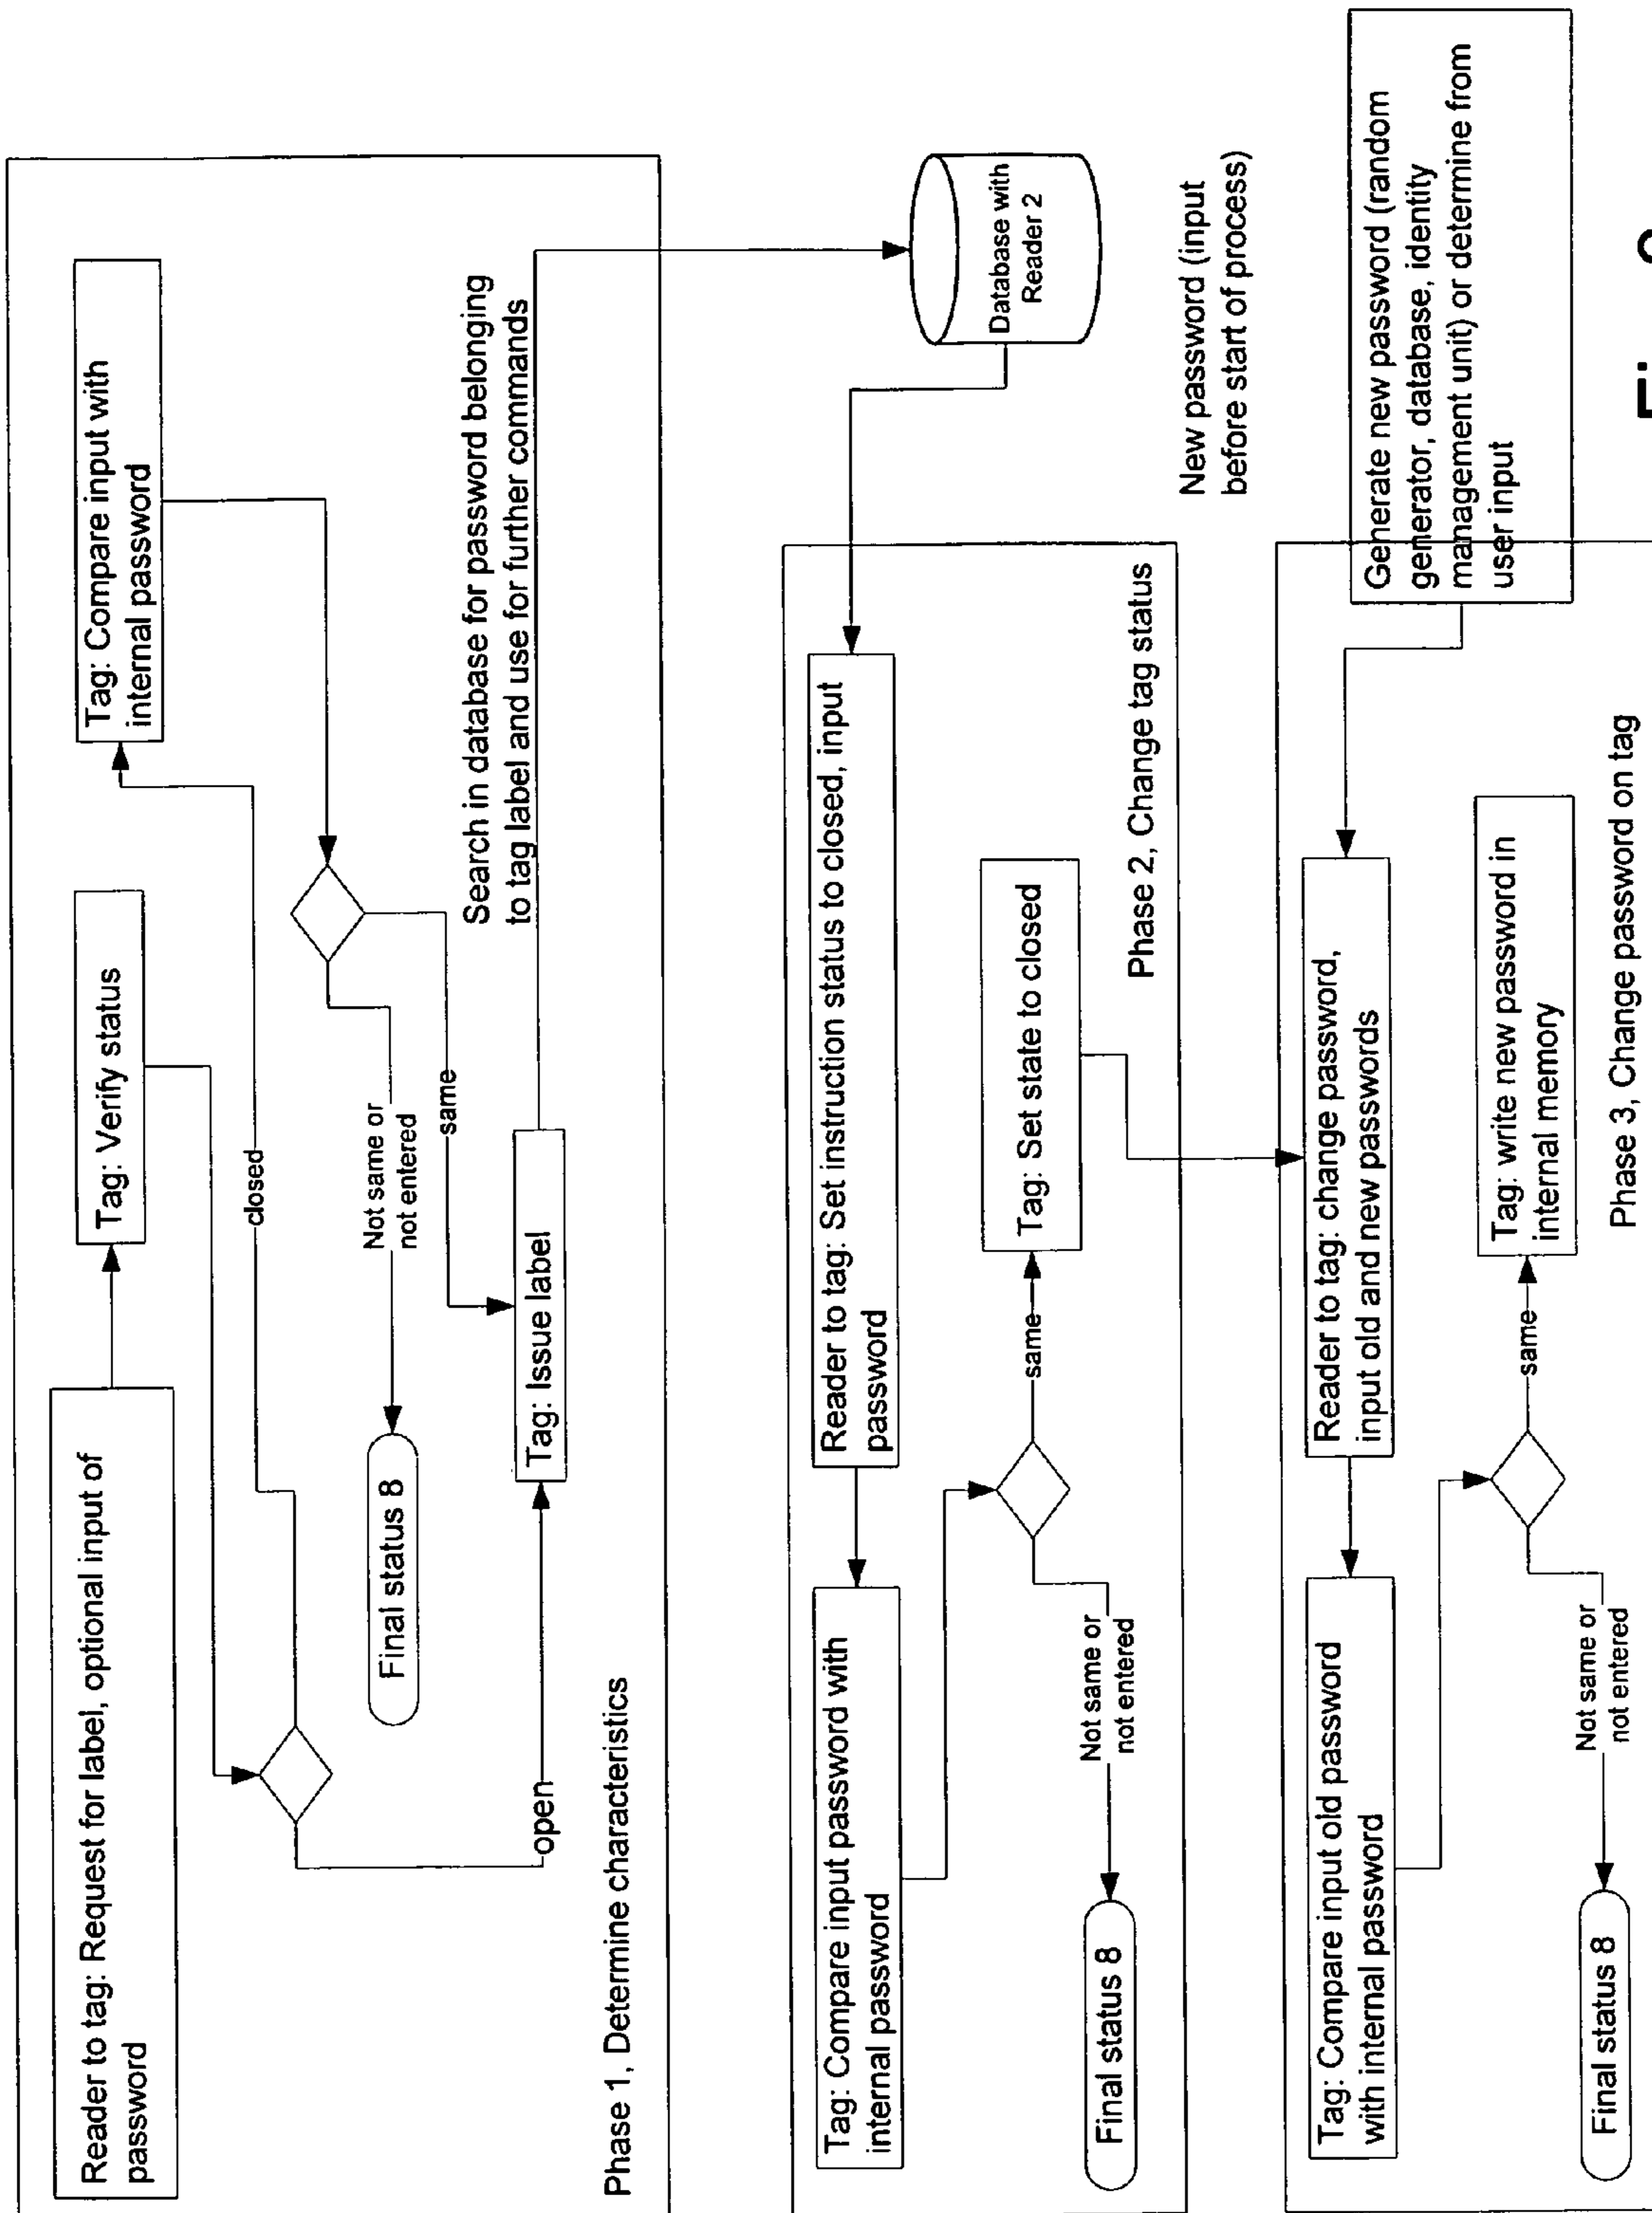 Reader to tag: Request for label, optional input of
password
Tag: Verify status
Tag: Compare input with
internal password
closed
Not same or
not entered
same
Final status 8
open
Tag: Issue label
Search in database for password belonging
to tag label and use for further commands
Phase 1, Determine characteristics
Database with
Reader 2
Reader to tag: Set instruction status to closed, input
password
Tag: Compare input password with
internal password
same
Tag: Set state to closed
Not same or
not entered
Final status 8
Phase 2, Change tag status
New password (input
before start of process)
Generate new password (random
generator, database, identity
management unit) or determine from
user input
Reader to tag: change password,
input old and new passwords
Tag: Compare input old password
with internal password
same
Tag: write new password in
internal memory
Not same or
not entered
Final status 8
Phase 3, Change password on tag